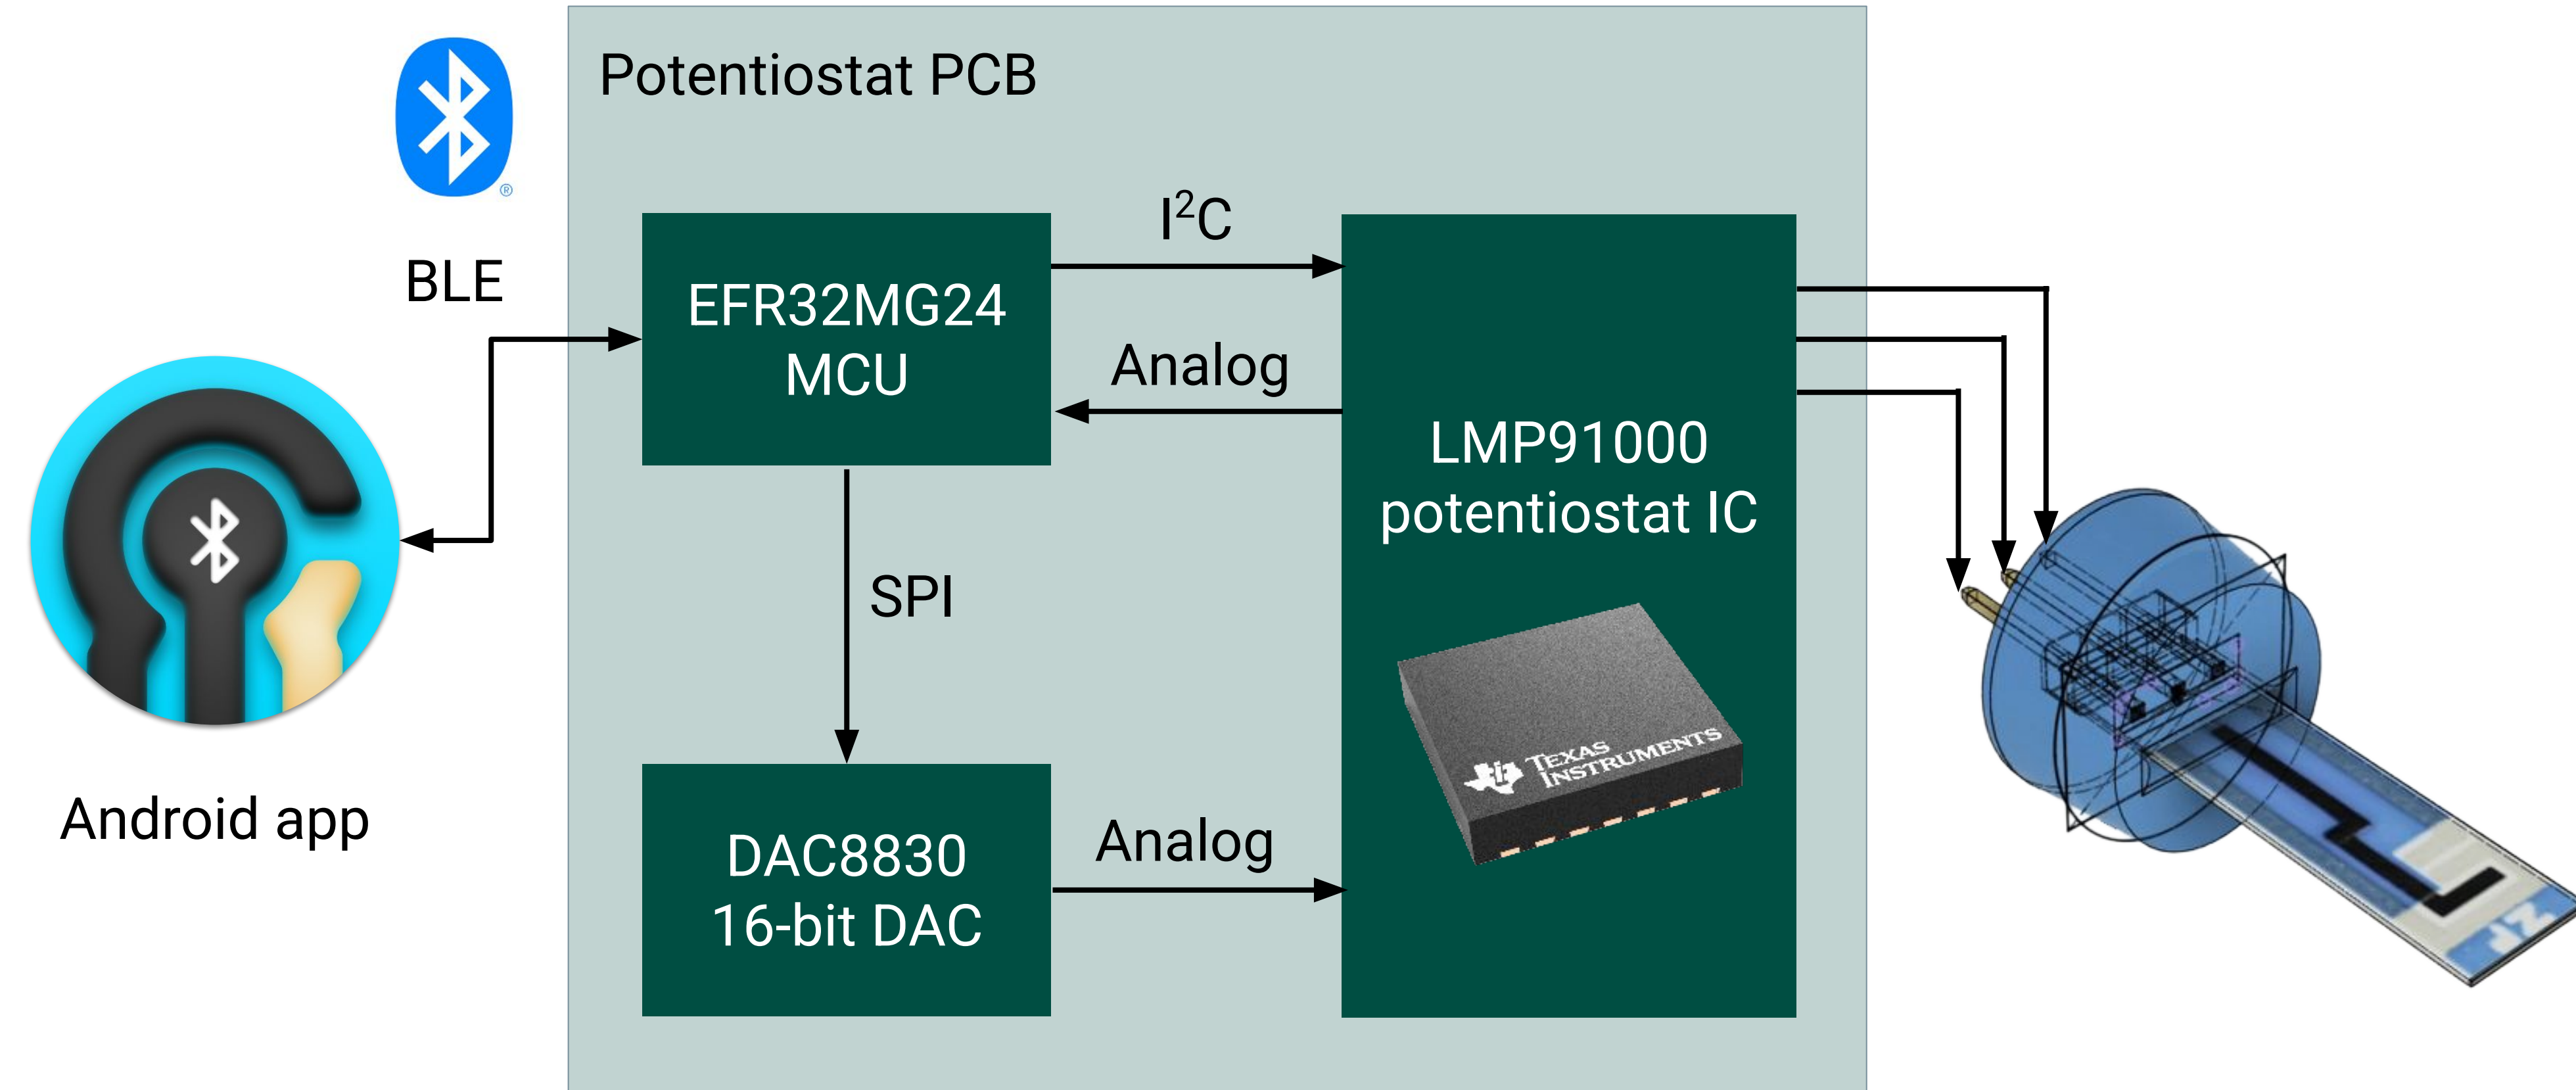 Potentiostat PCB
®
BLE
I²C
EFR32MG24
MCU
Analog
LMP91000
potentiostat IC
SPI
TEXAS
INSTRUMENTS
Android app
DAC8830
16-bit DAC
Analog
ZP